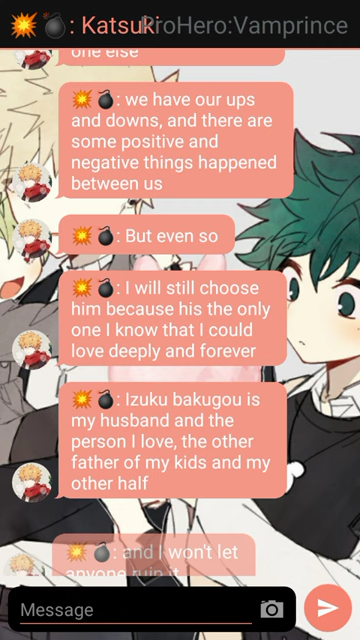 💥💣: Katsuki ProHero:Vamprince
one else
💥💣: we have our ups
and downs, and there are
some positive and
negative things happened
between us
💥💣: But even so
💥💣: I will still choose
him because his the only
one I know that I could
love deeply and forever
💥💣: Izuku bakugou is
my husband and the
person I love, the other
father of my kids and my
other half
💥💣: and I won't let
anyone ruin it
Message